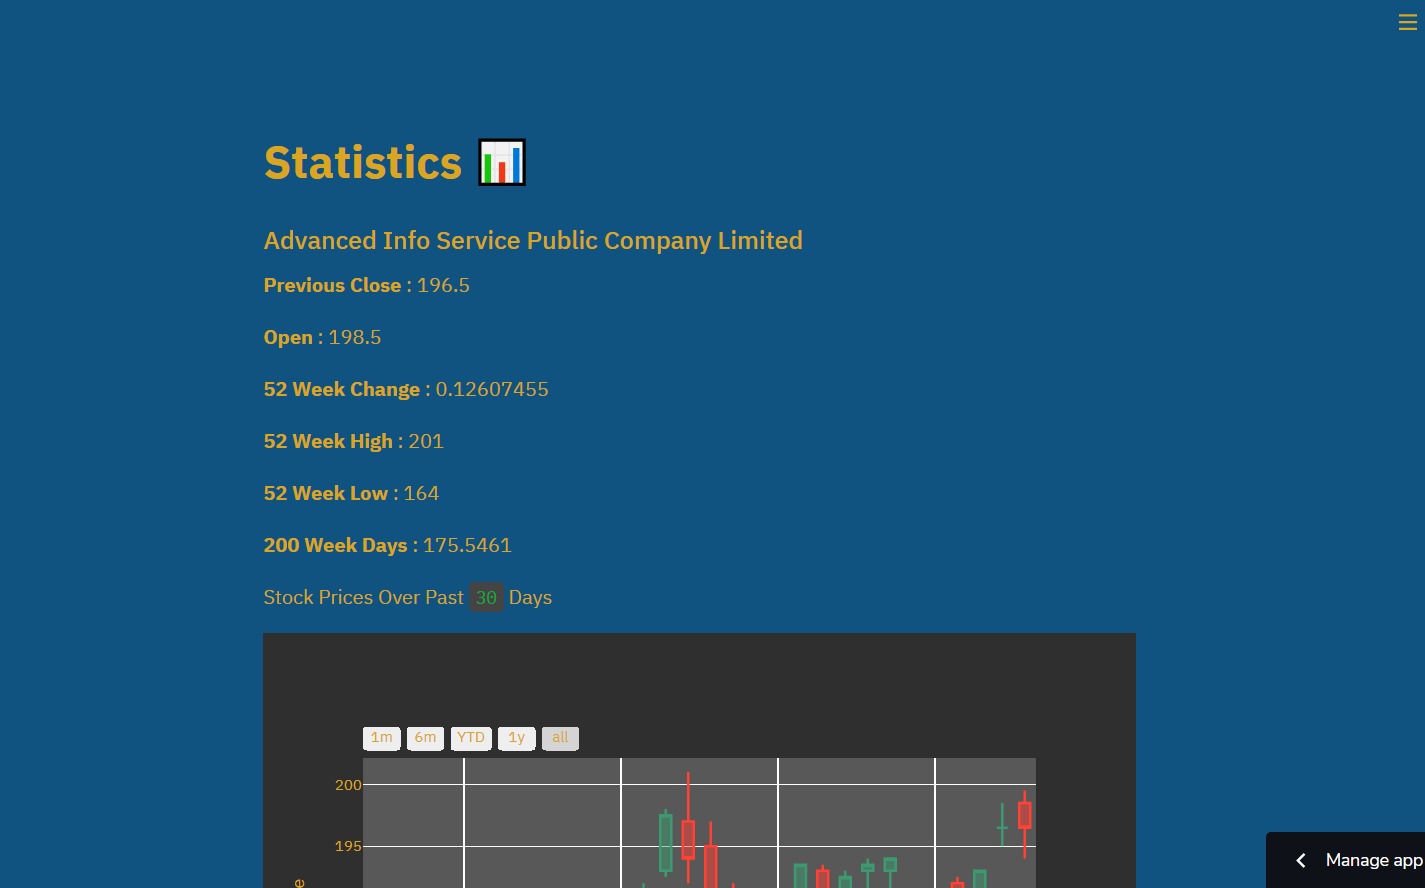 Statistics
Advanced Info Service Public Company Limited
Previous Close : 196.5
Open : 198.5
52 Week Change : 0.12607455
52 Week High : 201
52 Week Low : 164
200 Week Days : 175.5461
Stock Prices Over Past 30 Days
1m 6m YTD 1y all
200
195
Manage app